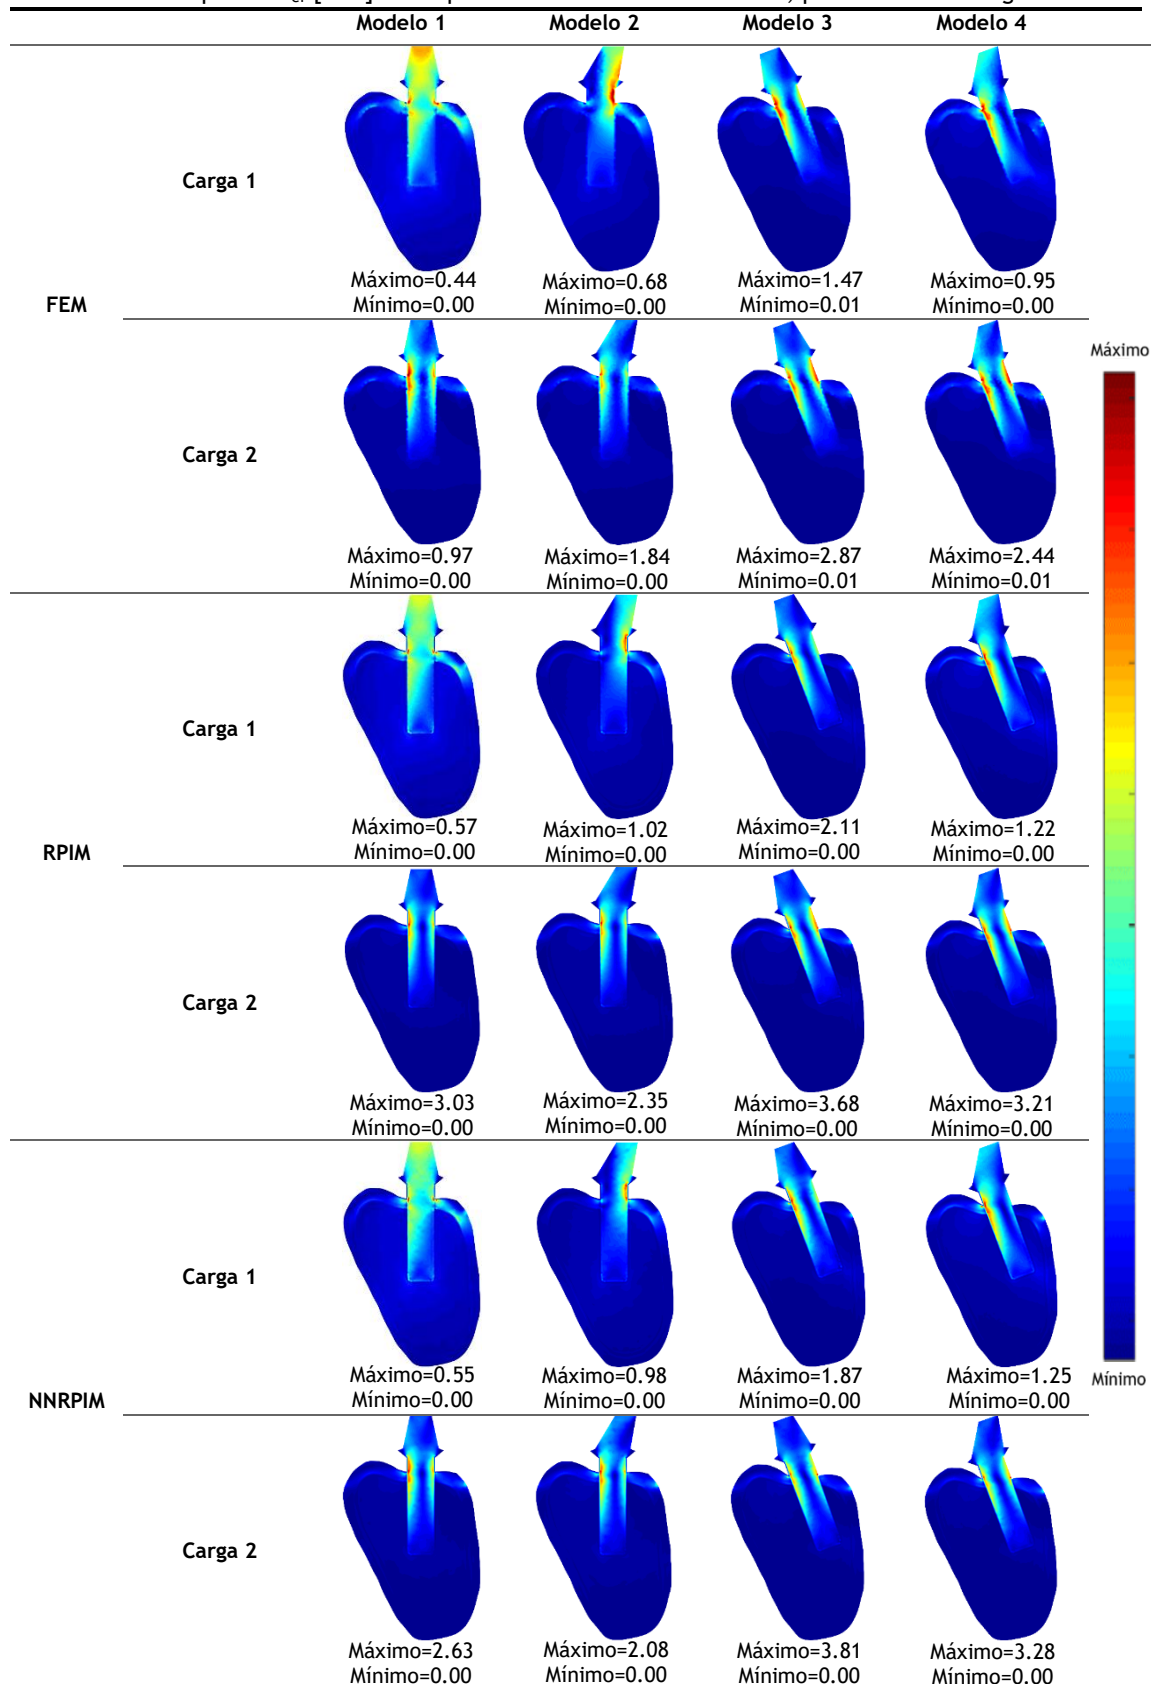 Modelo 1 Modelo 2 Modelo 3 Modelo 4
FEM
Carga 1
Máximo=0.44 Máximo=0.68 Máximo=1.47 Máximo=0.95
Mínimo=0.00 Mínimo=0.00 Mínimo=0.01 Mínimo=0.00
Carga 2
Máximo=0.97 Máximo=1.84 Máximo=2.87 Máximo=2.44
Mínimo=0.00 Mínimo=0.00 Mínimo=0.01 Mínimo=0.01
RPIM
Carga 1
Máximo=0.57 Máximo=1.02 Máximo=2.11 Máximo=1.22
Mínimo=0.00 Mínimo=0.00 Mínimo=0.00 Mínimo=0.00
Carga 2
Máximo=3.03 Máximo=2.35 Máximo=3.68 Máximo=3.21
Mínimo=0.00 Mínimo=0.00 Mínimo=0.00 Mínimo=0.00
NNRPIM
Carga 1
Máximo=0.55 Máximo=0.98 Máximo=1.87 Máximo=1.25
Mínimo=0.00 Mínimo=0.00 Mínimo=0.00 Mínimo=0.00
Carga 2
Máximo=2.63 Máximo=2.08 Máximo=3.81 Máximo=3.28
Mínimo=0.00 Mínimo=0.00 Mínimo=0.00 Mínimo=0.00
Máximo
Mínimo